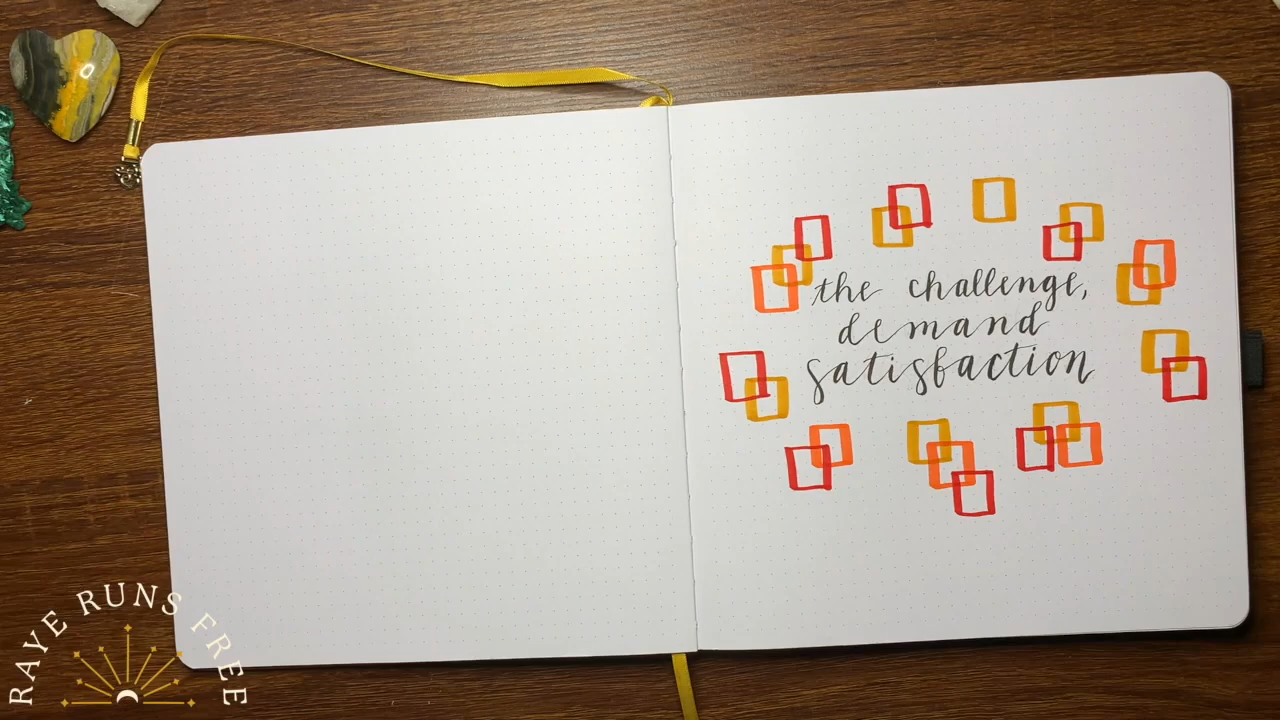 the challenge,
demand
satisfaction
RAYE RUNS FREE